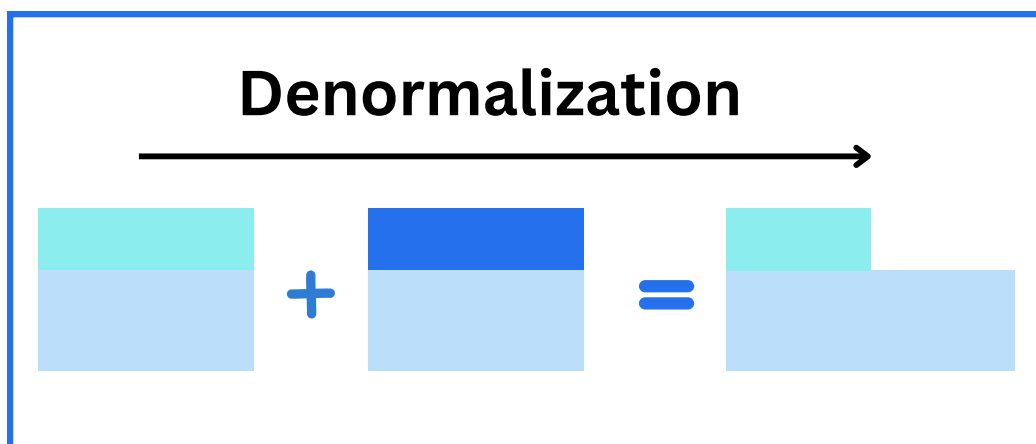 Denormalization
+ =